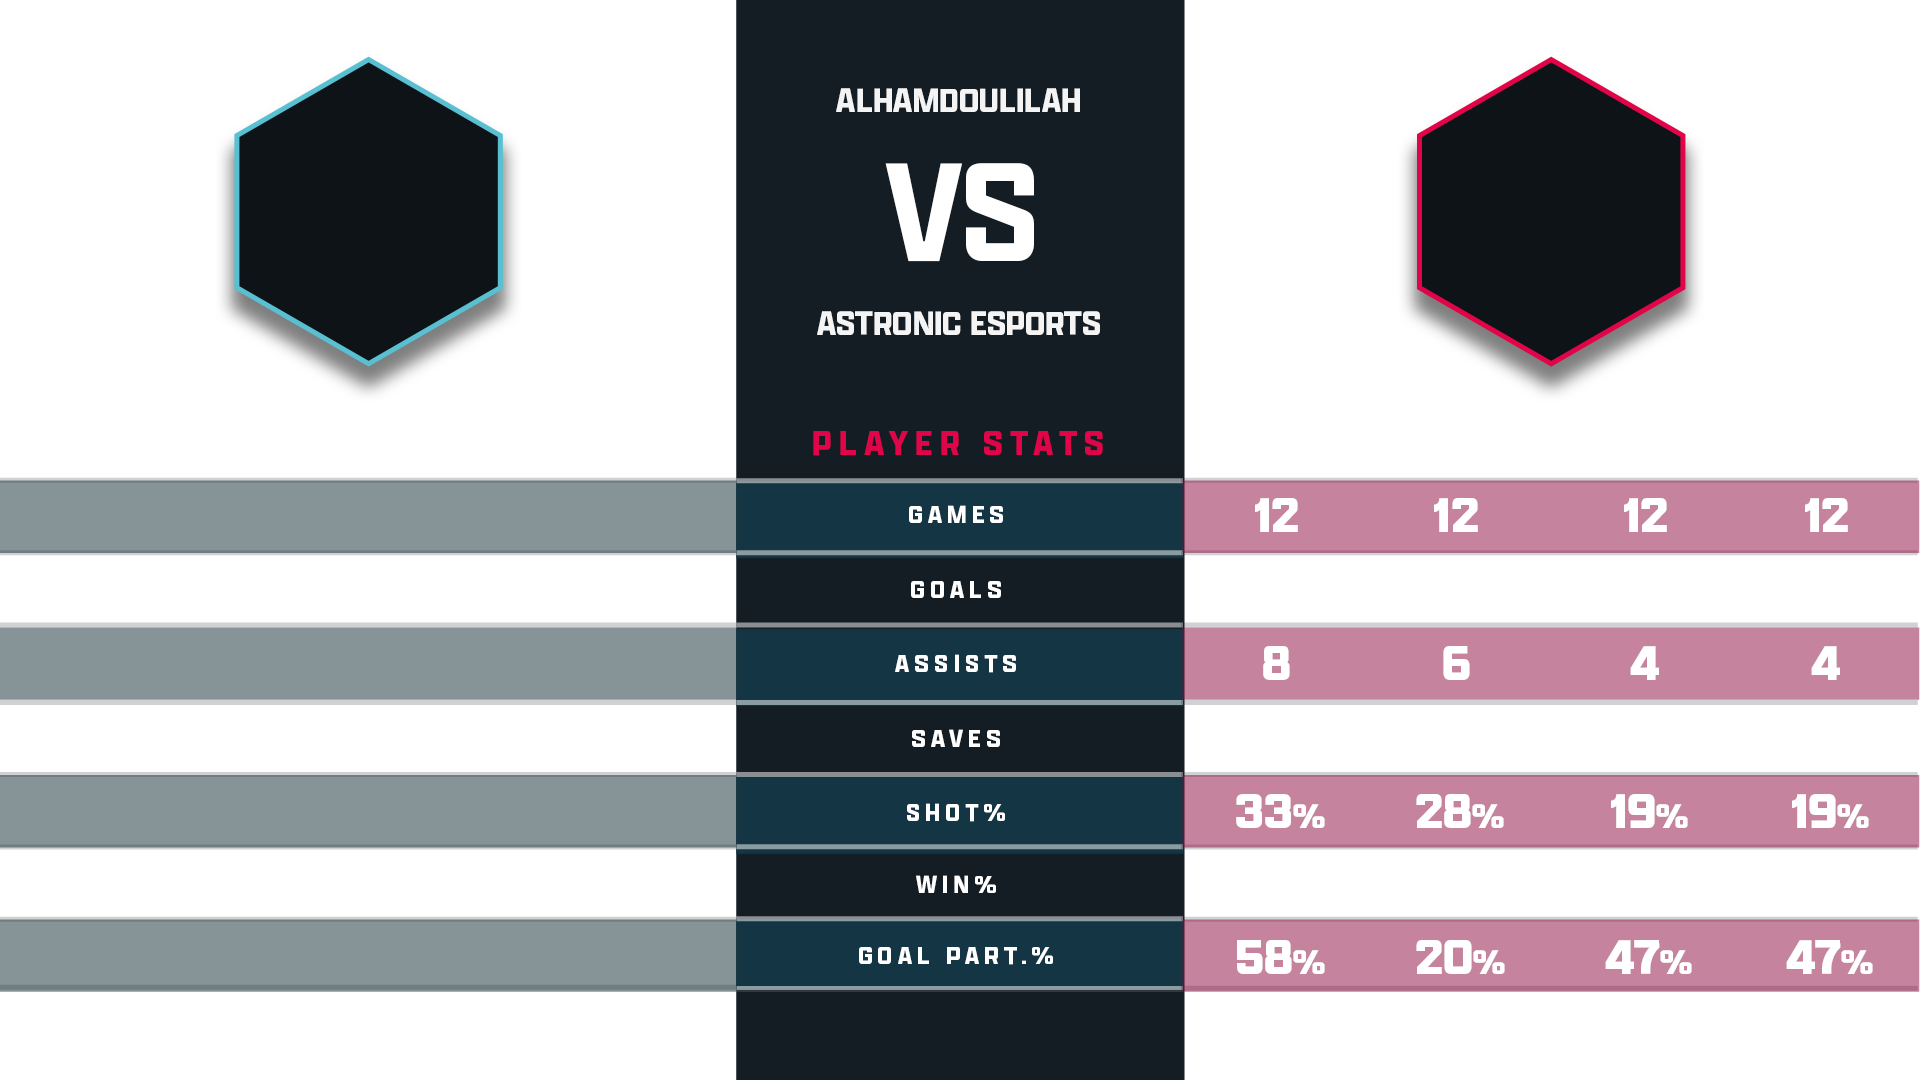 ALHAMDOULILAH
VS
ASTRONIC ESPORTS
PLAYER STATS
GAMES 12 12 12 12
GOALS
ASSISTS 8 6 4 4
SAVES
SHOT% 33% 28% 19% 19%
WIN%
GOAL PART.% 58% 20% 47% 47%